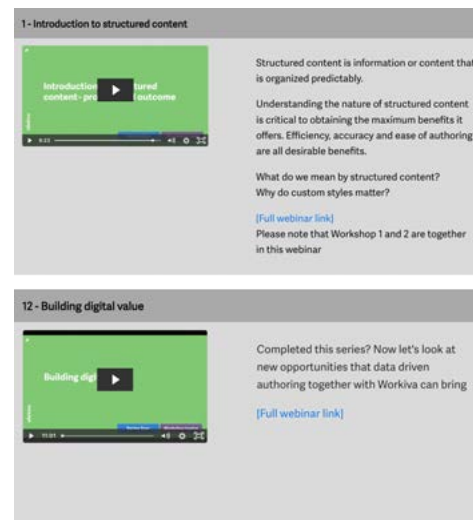 1 - Introduction to structured content
Introduction
tured
content - pro
outcome
Structured content is information or content that
is organized predictably.
Understanding the nature of structured content
is critical to obtaining the maximum benefits it
offers. Efficiency, accuracy and ease of authoring
are all desirable benefits.
What do we mean by structured content?
Why do custom styles matter?
[Full webinar link]
Please note that Workshop 1 and 2 are together
in this webinar
12 - Building digital value
Building digi
11:01
Completed this series? Now let's look at
new opportunities that data driven
authoring together with Workiva can bring
[Full webinar link]